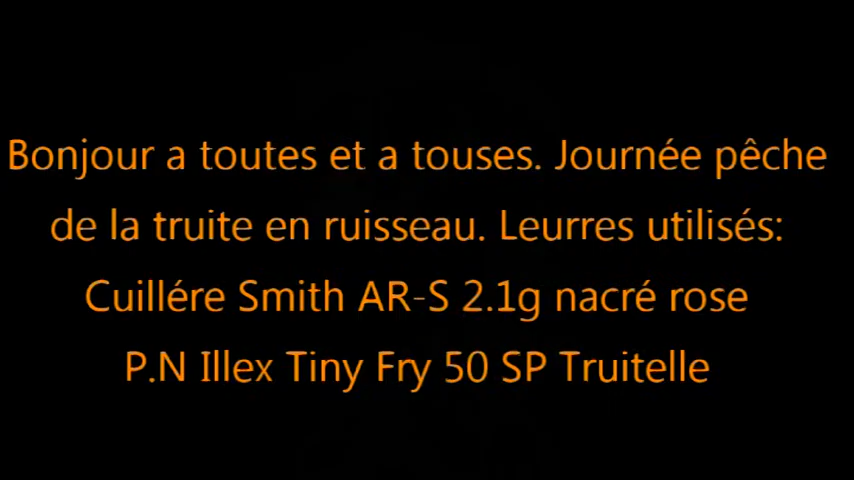 Bonjour a toutes et a touses. Journée pêche
de la truite en ruisseau. Leurres utilisés:
Cuillére Smith AR-S 2.1g nacré rose
P.N Illex Tiny Fry 50 SP Truitelle